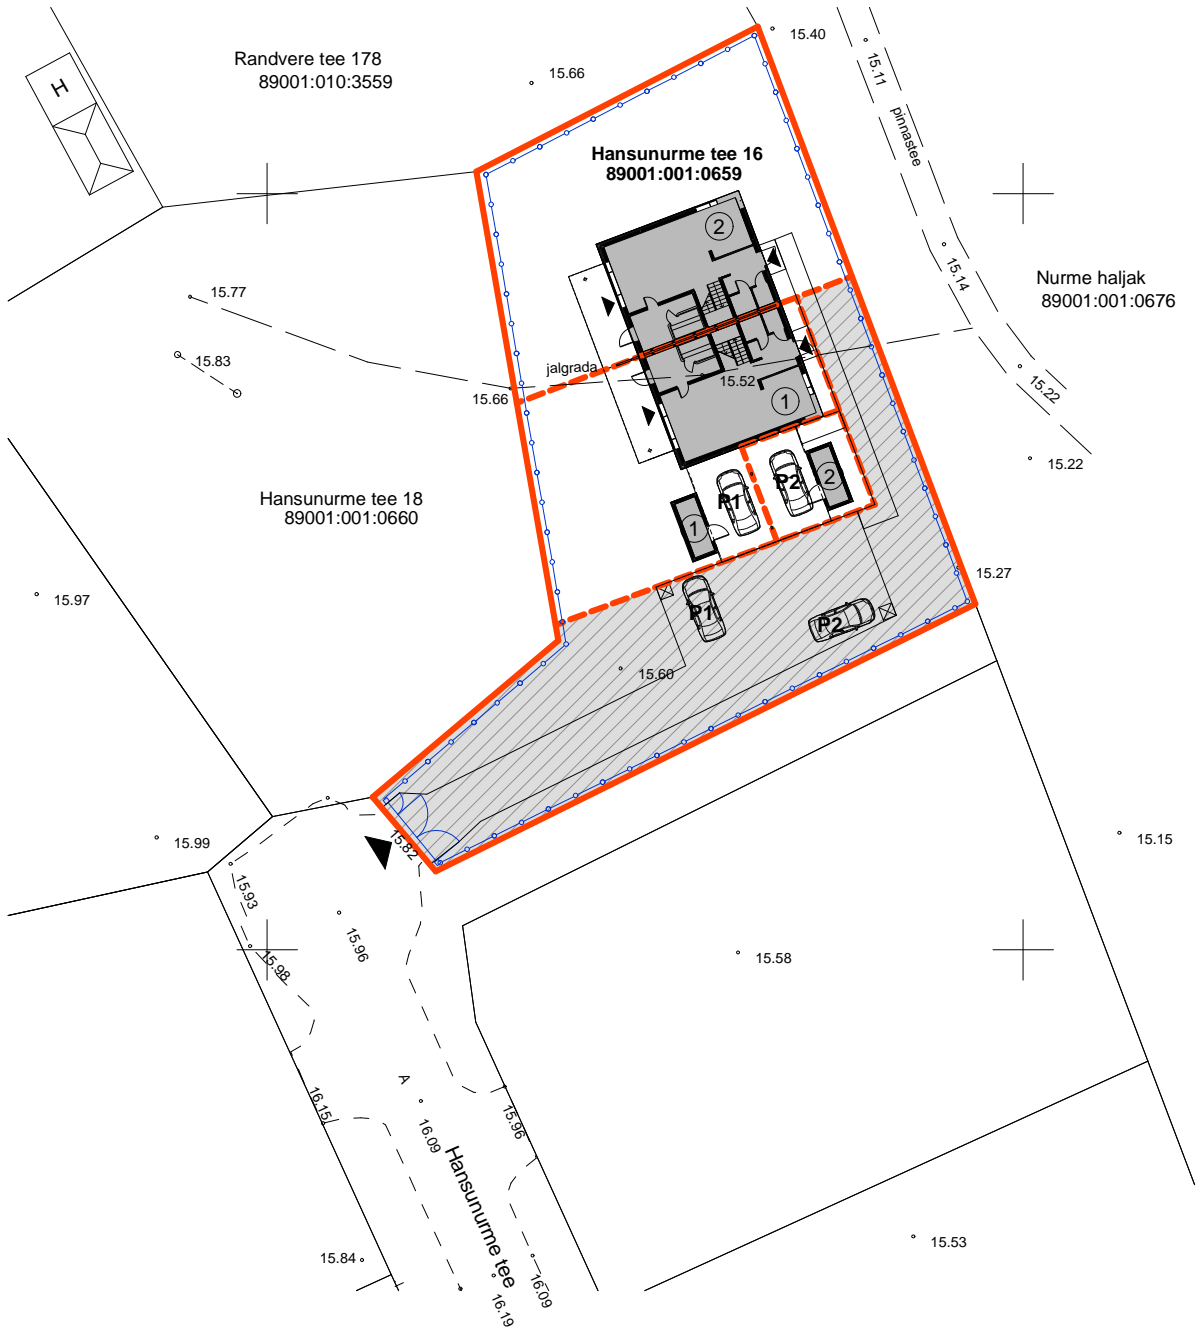 15.40
Randvere tee 178
89001:010:3559
15.66
15.11
H
pinnastee
Hansunurme tee 16
89001:001:0659
2
15.14
Nurme haljak
89001:001:0676
15.77
15.83
jalgrada
15.52
15.66
15.22
1
15.22
Hansunurme tee 18
89001:001:0660
P1
P2
2
1
15.27
15.97
P1
P2
15.60
15.82
15.99
15.15
15.93
15.96
15.98
15.58
A
16.15
16.09
15.96
Hansunurme tee
15.84
15.53
16.09
16.19